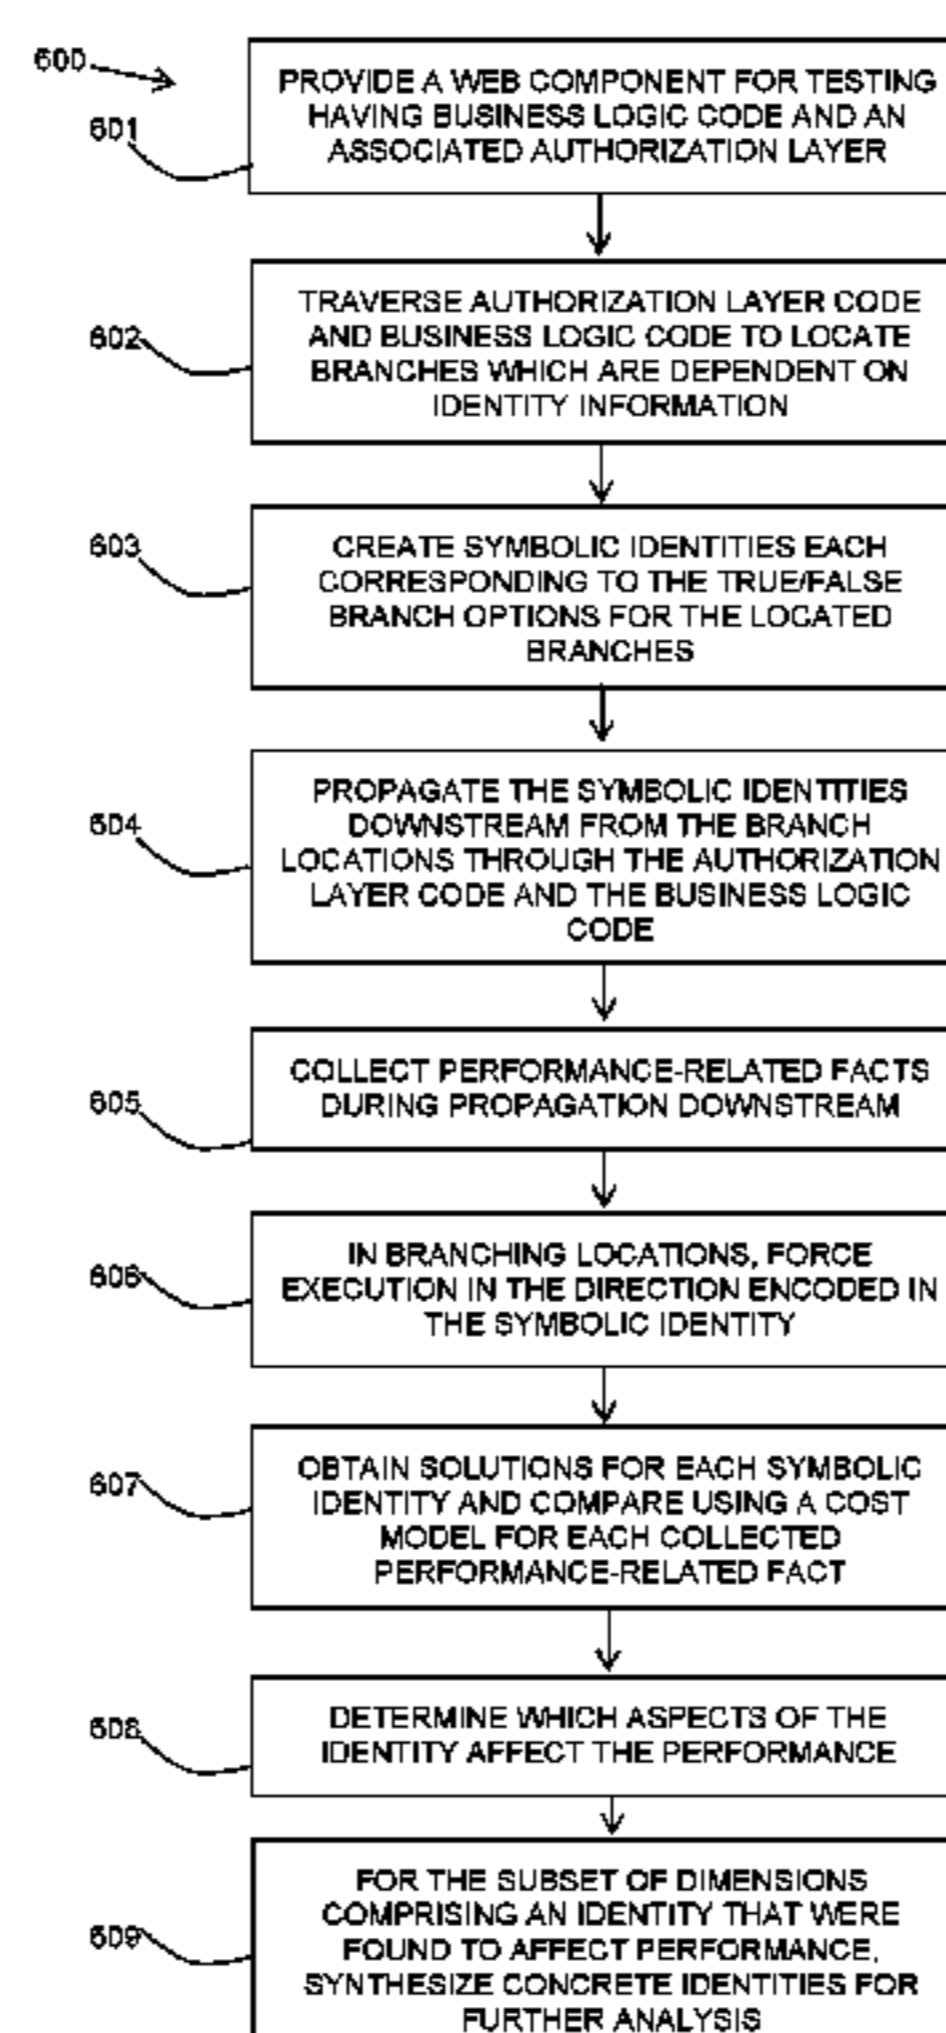 600
PROVIDE A WEB COMPONENT FOR TESTING
HAVING BUSINESS LOGIC CODE AND AN
ASSOCIATED AUTHORIZATION LAYER
601
TRAVERSE AUTHORIZATION LAYER CODE
AND BUSINESS LOGIC CODE TO LOCATE
BRANCHES WHICH ARE DEPENDENT ON
IDENTITY INFORMATION
602
CREATE SYMBOLIC IDENTITIES EACH
CORRESPONDING TO THE TRUE/FALSE
BRANCH OPTIONS FOR THE LOCATED
BRANCHES
603
PROPAGATE THE SYMBOLIC IDENTITIES
DOWNSTREAM FROM THE BRANCH
LOCATIONS THROUGH THE AUTHORIZATION
LAYER CODE AND THE BUSINESS LOGIC
CODE
604
COLLECT PERFORMANCE-RELATED FACTS
DURING PROPAGATION DOWNSTREAM
605
IN BRANCHING LOCATIONS, FORCE
EXECUTION IN THE DIRECTION ENCODED IN
THE SYMBOLIC IDENTITY
606
OBTAIN SOLUTIONS FOR EACH SYMBOLIC
IDENTITY AND COMPARE USING A COST
MODEL FOR EACH COLLECTED
PERFORMANCE-RELATED FACT
607
DETERMINE WHICH ASPECTS OF THE
IDENTITY AFFECT THE PERFORMANCE
608
FOR THE SUBSET OF DIMENSIONS
COMPRISING AN IDENTITY THAT WERE
FOUND TO AFFECT PERFORMANCE,
SYNTHESIZE CONCRETE IDENTITIES FOR
FURTHER ANALYSIS
609